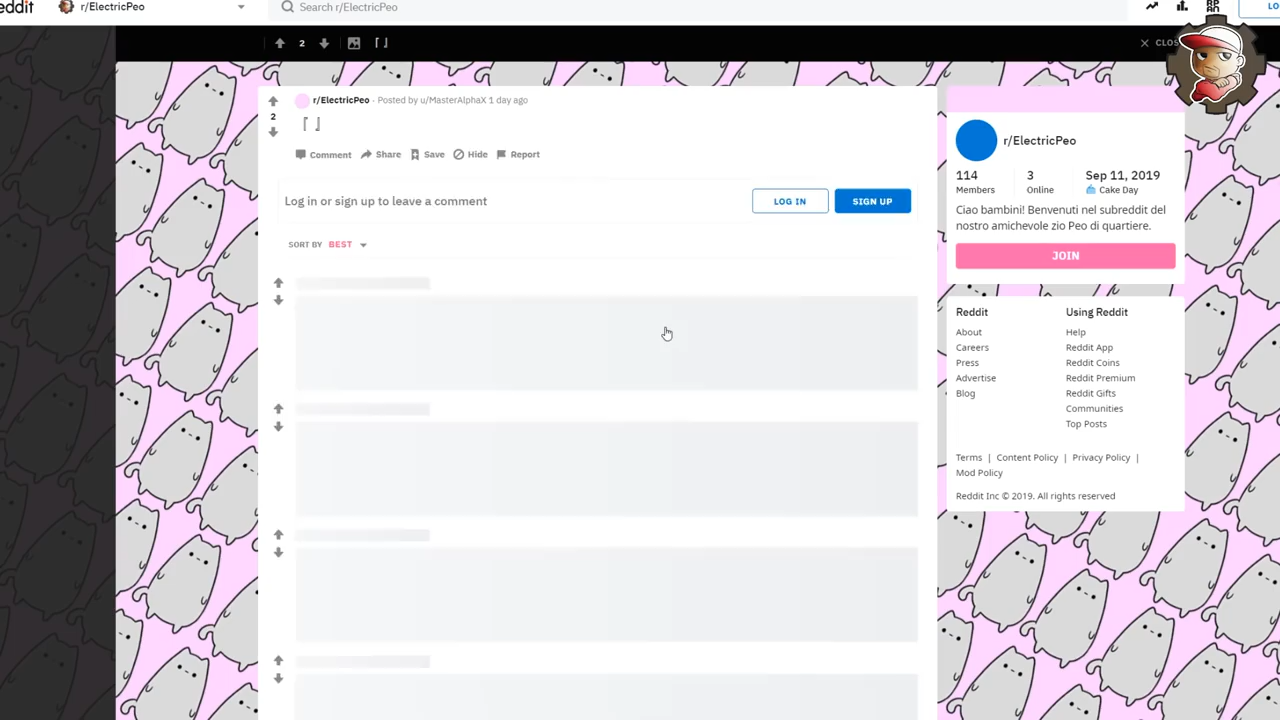 eddit r/ElectricPeo Search r/ElectricPeo
2 ⌈ ⌋ CLOS
r/ElectricPeo · Posted by u/MasterAlphaX 1 day ago
2
⌈ ⌋
Comment Share Save Hide Report
Log in or sign up to leave a comment LOG IN SIGN UP
SORT BY BEST
r/ElectricPeo
114 3 Sep 11, 2019
Members Online Cake Day
Ciao bambini! Benvenuti nel subreddit del
nostro amichevole zio Peo di quartiere.
JOIN
Reddit Using Reddit
About Help
Careers Reddit App
Press Reddit Coins
Advertise Reddit Premium
Blog Reddit Gifts
Communities
Top Posts
Terms | Content Policy | Privacy Policy |
Mod Policy
Reddit Inc © 2019. All rights reserved